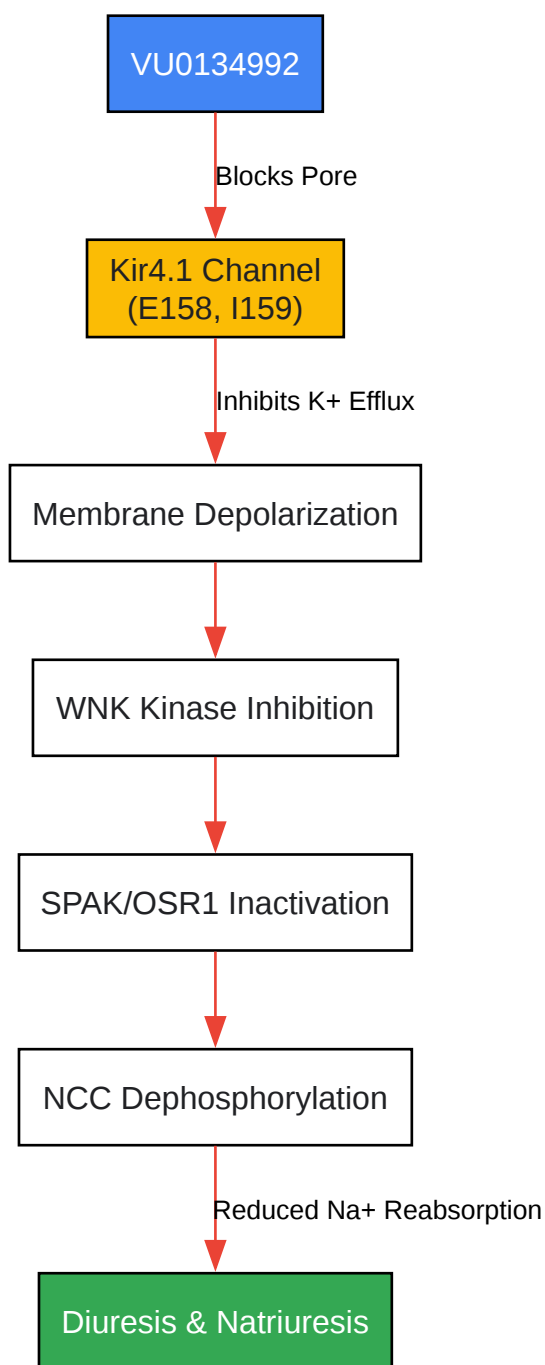 VU0134992
Blocks Pore
Kir4.1 Channel
(E158, I159)
Inhibits K+ Efflux
Membrane Depolarization
WNK Kinase Inhibition
SPAK/OSR1 Inactivation
NCC Dephosphorylation
Reduced Na+ Reabsorption
Diuresis & Natriuresis